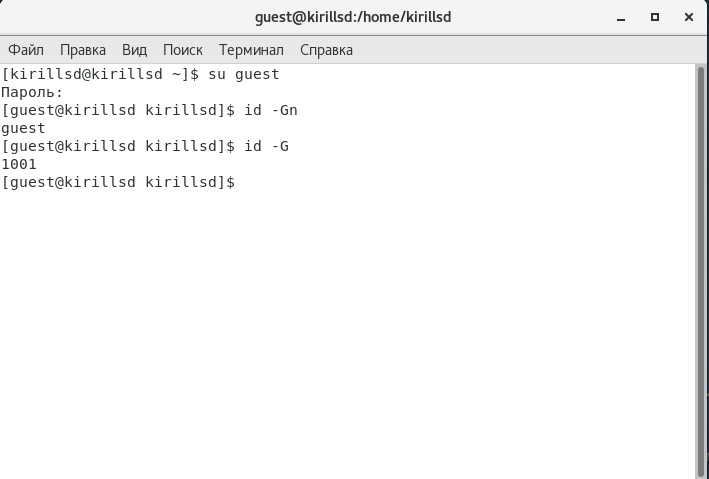 guest@kirillsd:/home/kirillsd
Файл Правка Вид Поиск Терминал Справка
[kirillsd@kirillsd ~]$ su guest
Пароль:
[guest@kirillsd kirillsd]$ id -Gn
guest
[guest@kirillsd kirillsd]$ id -G
1001
[guest@kirillsd kirillsd]$